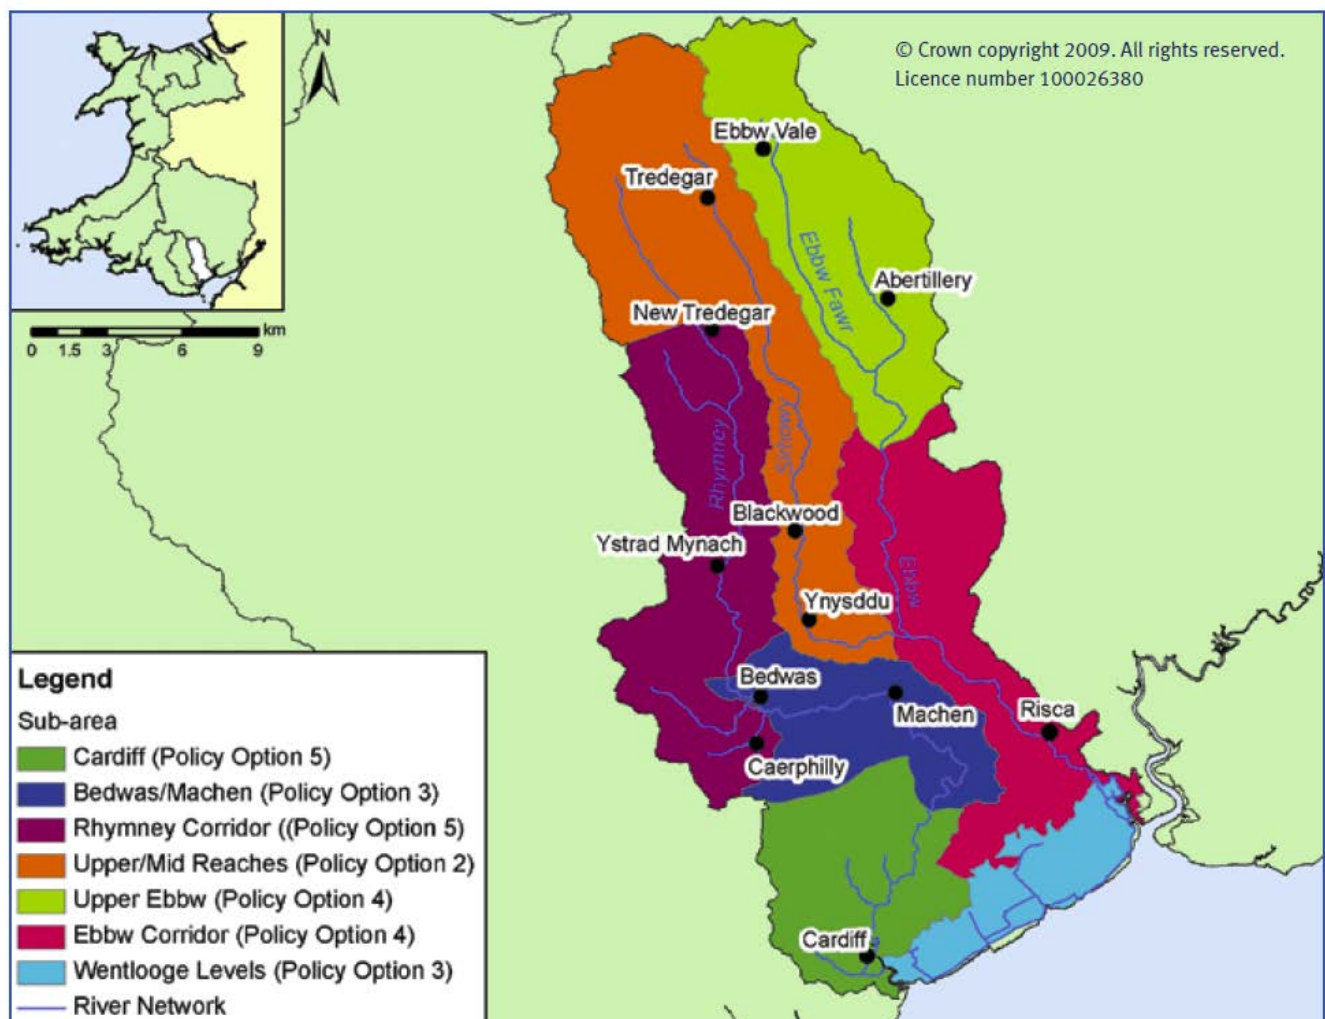 © Crown copyright 2009. All rights reserved.
Licence number 100026380
N
km
0 1.5 3 6 9
Ebbw Vale
Tredegar
Ebbw Fawr
Abertillery
New Tredegar
Rhymney
Sirhowy
Blackwood
Ystrad Mynach
Ebbw
Ynysddu
Bedwas
Machen
Risca
Caerphilly
Cardiff
Legend
Sub-area
Cardiff (Policy Option 5)
Bedwas/Machen (Policy Option 3)
Rhymney Corridor ((Policy Option 5)
Upper/Mid Reaches (Policy Option 2)
Upper Ebbw (Policy Option 4)
Ebbw Corridor (Policy Option 4)
Wentlooge Levels (Policy Option 3)
River Network